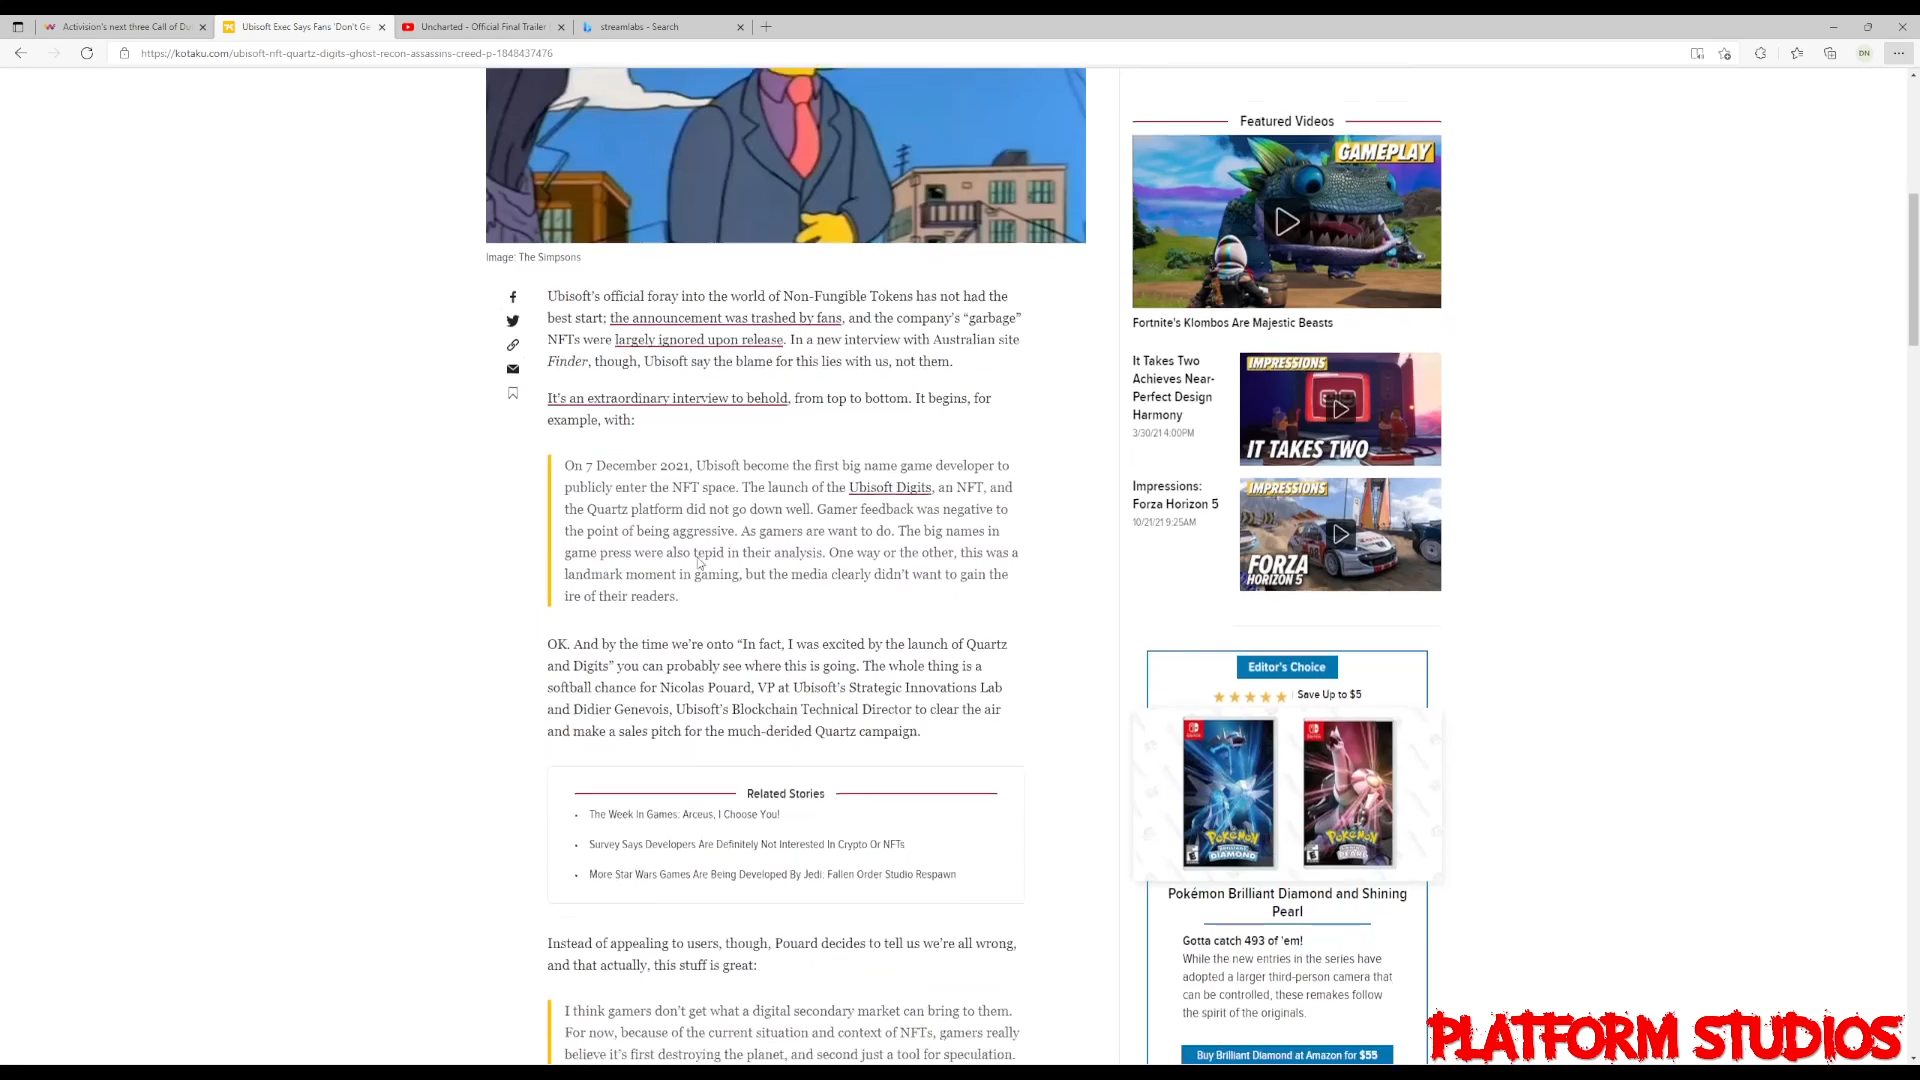 Activision's next three Call of Du
Ubisoft Exec Says Fans 'Don't Ge
Uncharted - Official Final Trailer
streamlabs - Search
https://kotaku.com/ubisoft-nft-quartz-digits-ghost-recon-assassins-creed-p-1848437476
DN
Image: The Simpsons
Ubisoft's official foray into the world of Non-Fungible Tokens has not had the
best start; the announcement was trashed by fans, and the company's “garbage”
NFTs were largely ignored upon release. In a new interview with Australian site
Finder, though, Ubisoft say the blame for this lies with us, not them.
It's an extraordinary interview to behold, from top to bottom. It begins, for
example, with:
On 7 December 2021, Ubisoft become the first big name game developer to
publicly enter the NFT space. The launch of the Ubisoft Digits, an NFT, and
the Quartz platform did not go down well. Gamer feedback was negative to
the point of being aggressive. As gamers are want to do. The big names in
game press were also tepid in their analysis. One way or the other, this was a
landmark moment in gaming, but the media clearly didn't want to gain the
ire of their readers.
OK. And by the time we're onto “In fact, I was excited by the launch of Quartz
and Digits” you can probably see where this is going. The whole thing is a
softball chance for Nicolas Pouard, VP at Ubisoft's Strategic Innovations Lab
and Didier Genevois, Ubisoft's Blockchain Technical Director to clear the air
and make a sales pitch for the much-derided Quartz campaign.
Related Stories
The Week In Games: Arceus, I Choose You!
Survey Says Developers Are Definitely Not Interested In Crypto Or NFTs
More Star Wars Games Are Being Developed By Jedi: Fallen Order Studio Respawn
Instead of appealing to users, though, Pouard decides to tell us we're all wrong,
and that actually, this stuff is great:
I think gamers don't get what a digital secondary market can bring to them.
For now, because of the current situation and context of NFTs, gamers really
believe it's first destroying the planet, and second just a tool for speculation.
Featured Videos
GAMEPLAY
Fortnite's Klombos Are Majestic Beasts
It Takes Two
Achieves Near-
Perfect Design
Harmony
3/30/21 4:00PM
IMPRESSIONS
IT TAKES TWO
Impressions:
Forza Horizon 5
10/21/21 9:25AM
IMPRESSIONS
FORZA
HORIZON 5
Editor's Choice
Save Up to $5
POKÉMON
BRILLIANT
DIAMOND
POKÉMON
Pokémon Brilliant Diamond and Shining
Pearl
Gotta catch 493 of 'em!
While the new entries in the series have
adopted a larger third-person camera that
can be controlled, these remakes follow
the spirit of the originals.
Buy Brilliant Diamond at Amazon for $55
PLATFORM STUDIOS